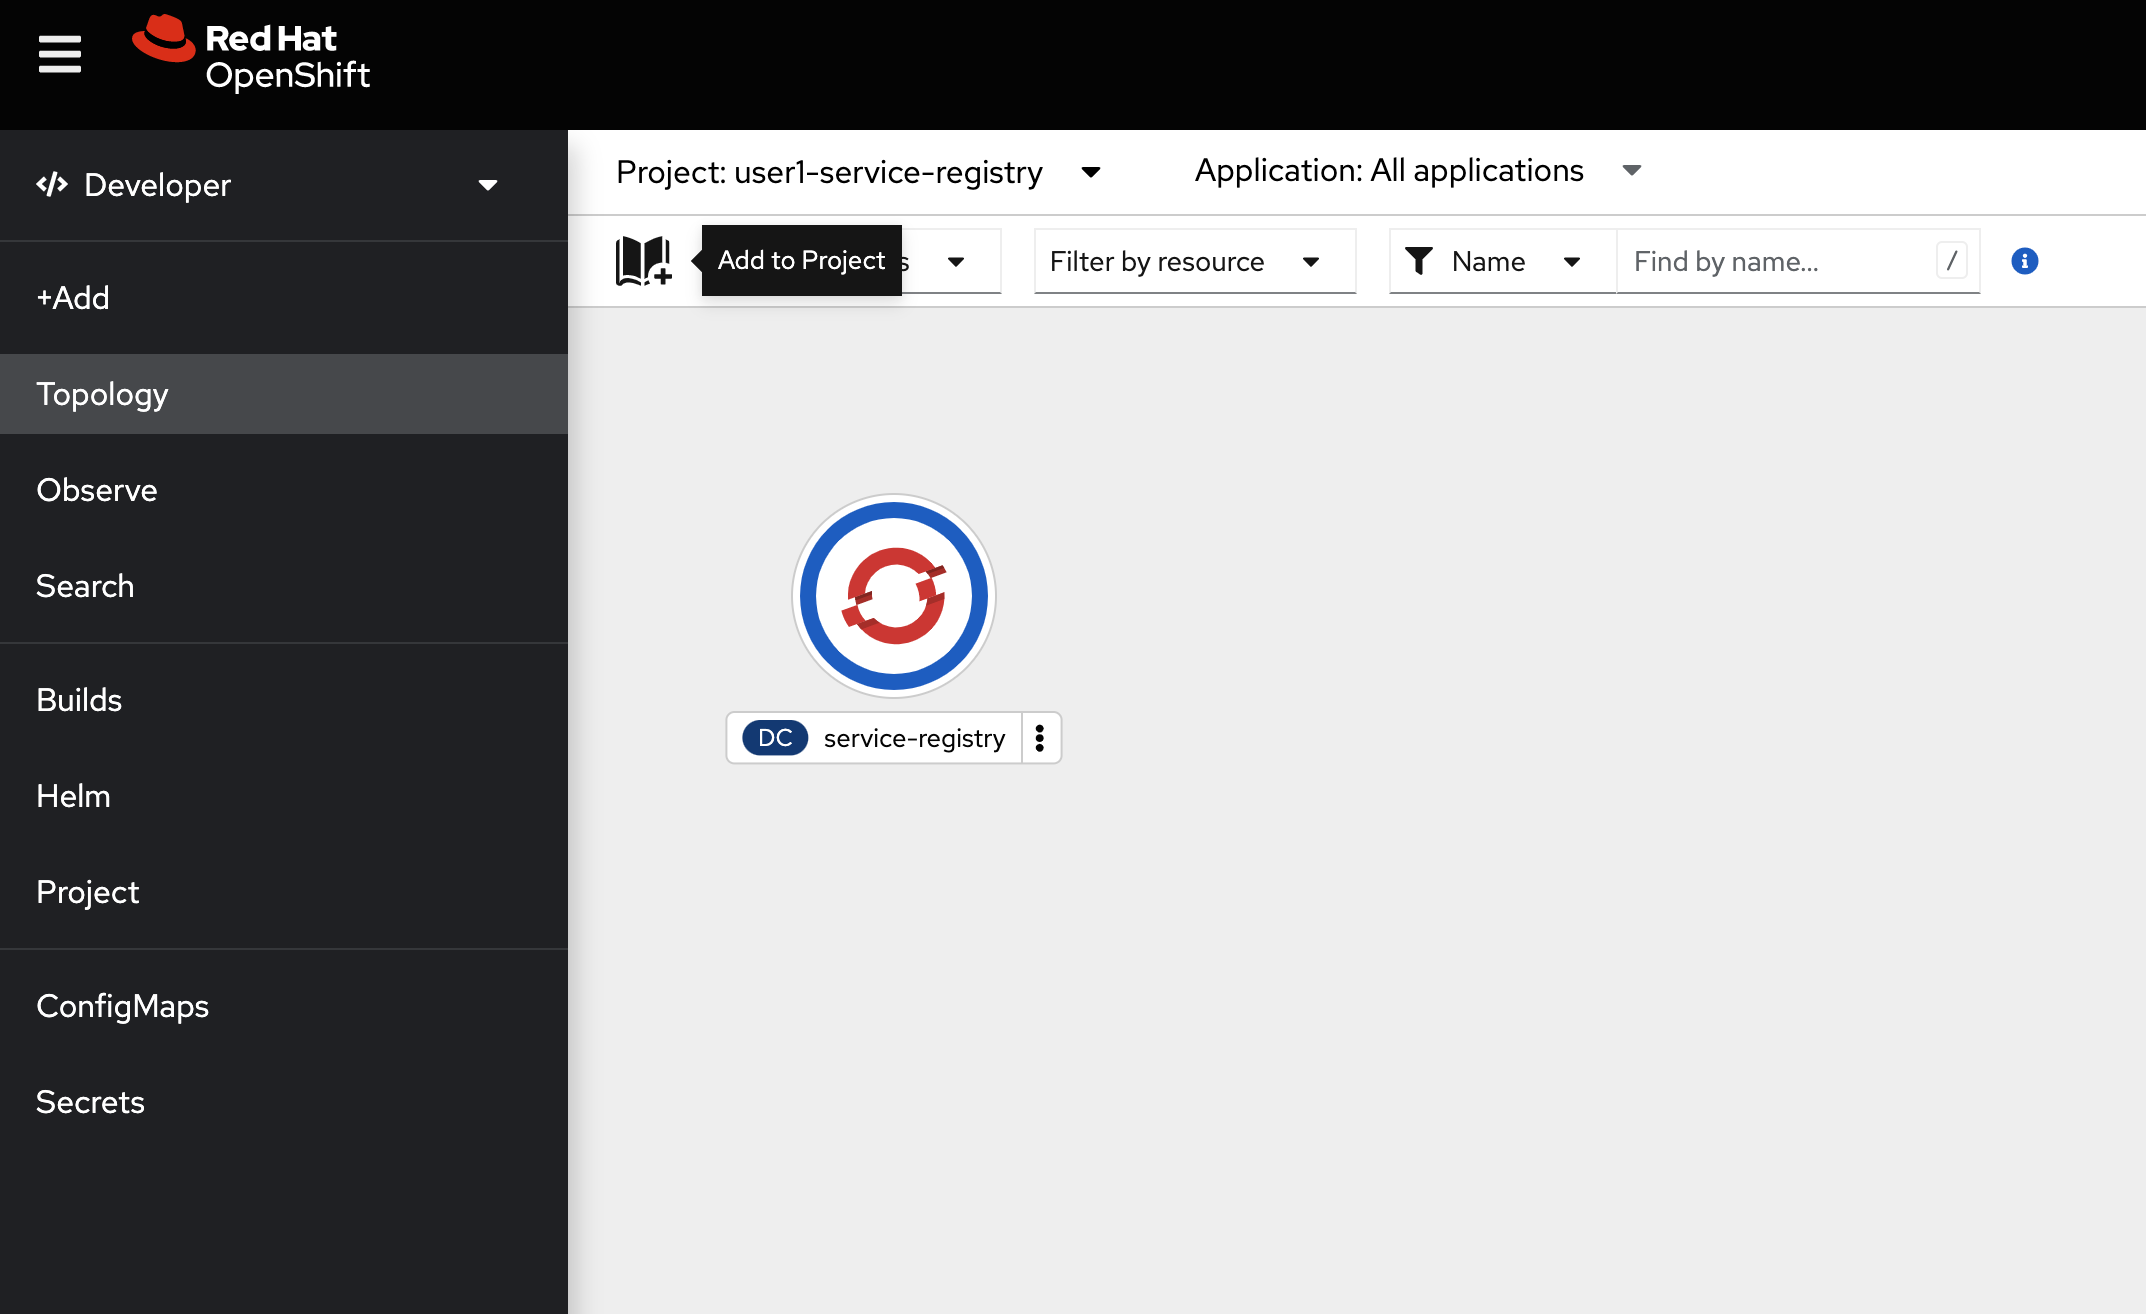 Red Hat
OpenShift
Developer
Project: user1-service-registry
Application: All applications
Add to Project
s
Filter by resource
Name
Find by name...
/
+Add
Topology
Observe
Search
Builds
Helm
Project
ConfigMaps
Secrets
DC service-registry